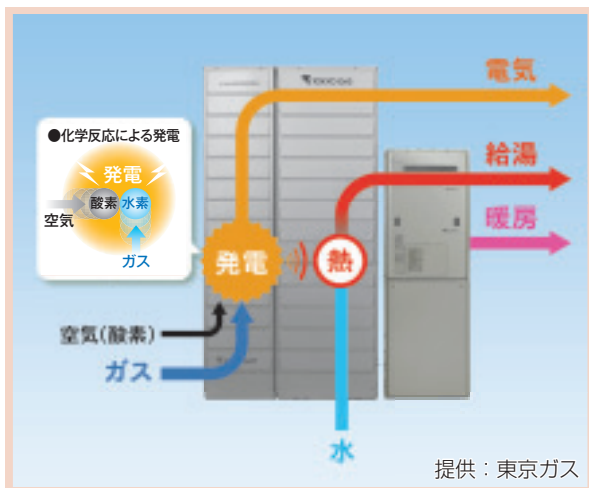 電気
●化学反応による発電
発電
酸素 水素
空気
ガス
給湯
暖房
発電
熱
空気(酸素)
ガス
水
提供：東京ガス